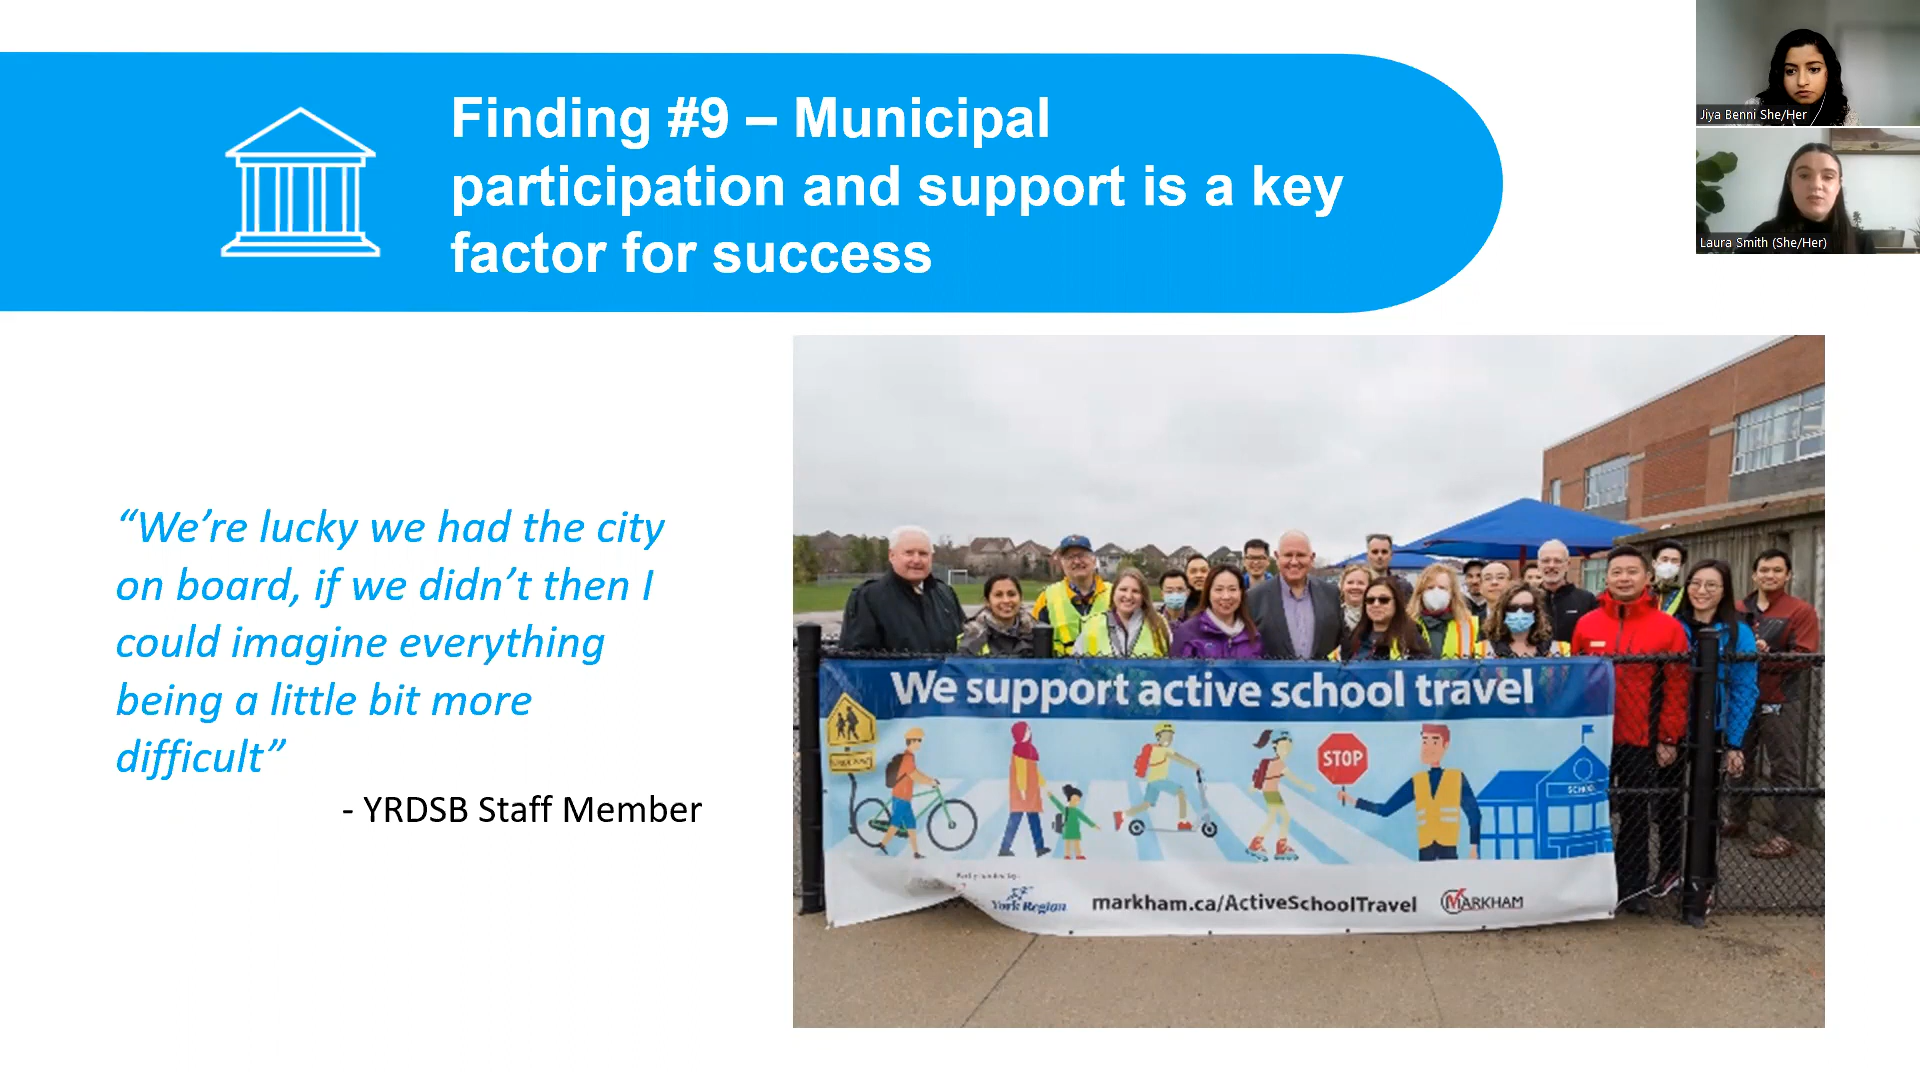 Finding #9 – Municipal
participation and support is a key
factor for success
Jiya Benni She/Her
Laura Smith (She/Her)
“We’re lucky we had the city
on board, if we didn’t then I
could imagine everything
being a little bit more
difficult”
- YRDSB Staff Member
We support active school travel
STOP
SCHOOL
York Region
markham.ca/ActiveSchoolTravel
MARKHAM